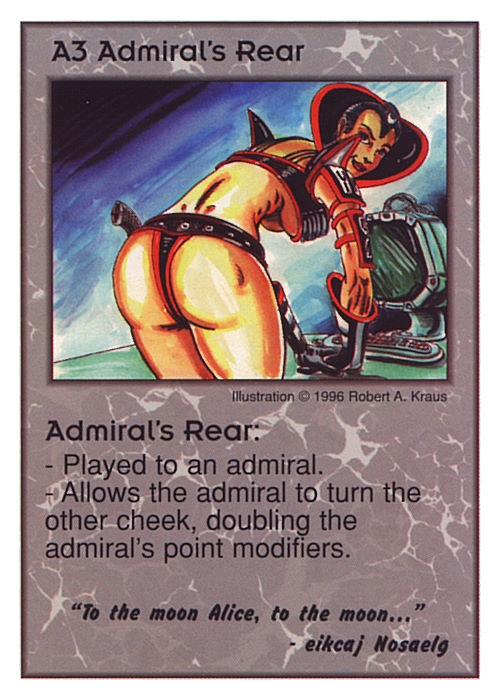 A3 Admiral's Rear
Illustration © 1996 Robert A. Kraus
Admiral's Rear:
- Played to an admiral.
- Allows the admiral to turn the
other cheek, doubling the
admiral's point modifiers.
"To the moon Alice, to the moon..."
- eikcaj Nosaelg